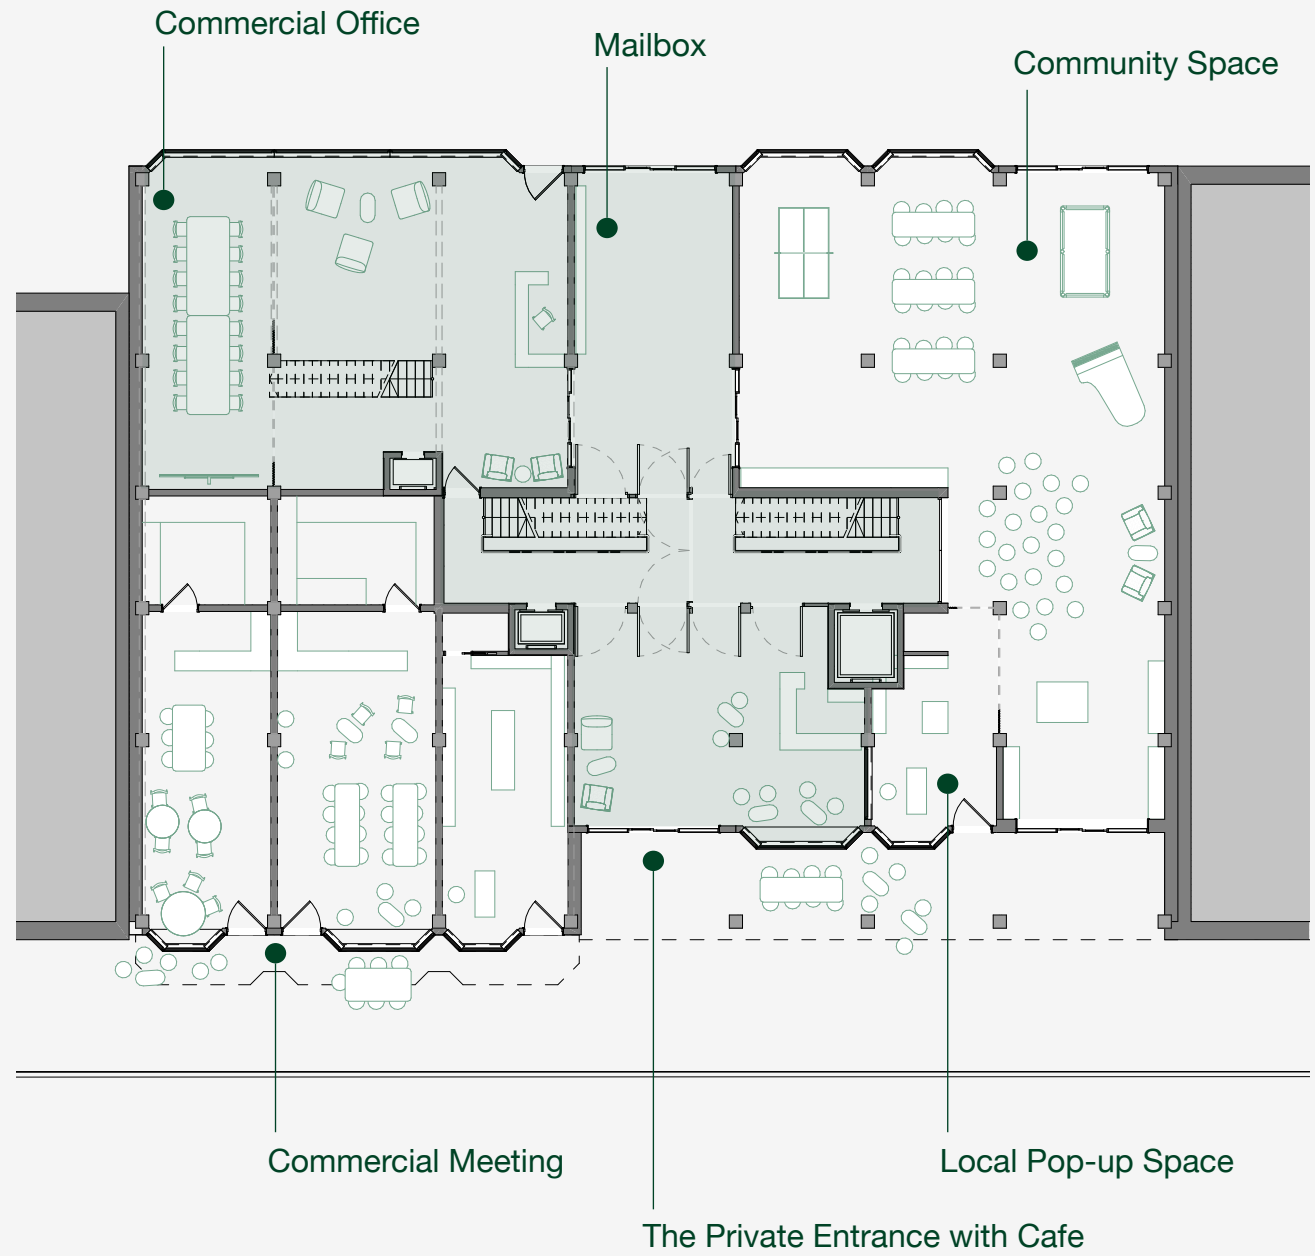 Commercial Office
Mailbox
Community Space
Commercial Meeting
Local Pop-up Space
The Private Entrance with Cafe